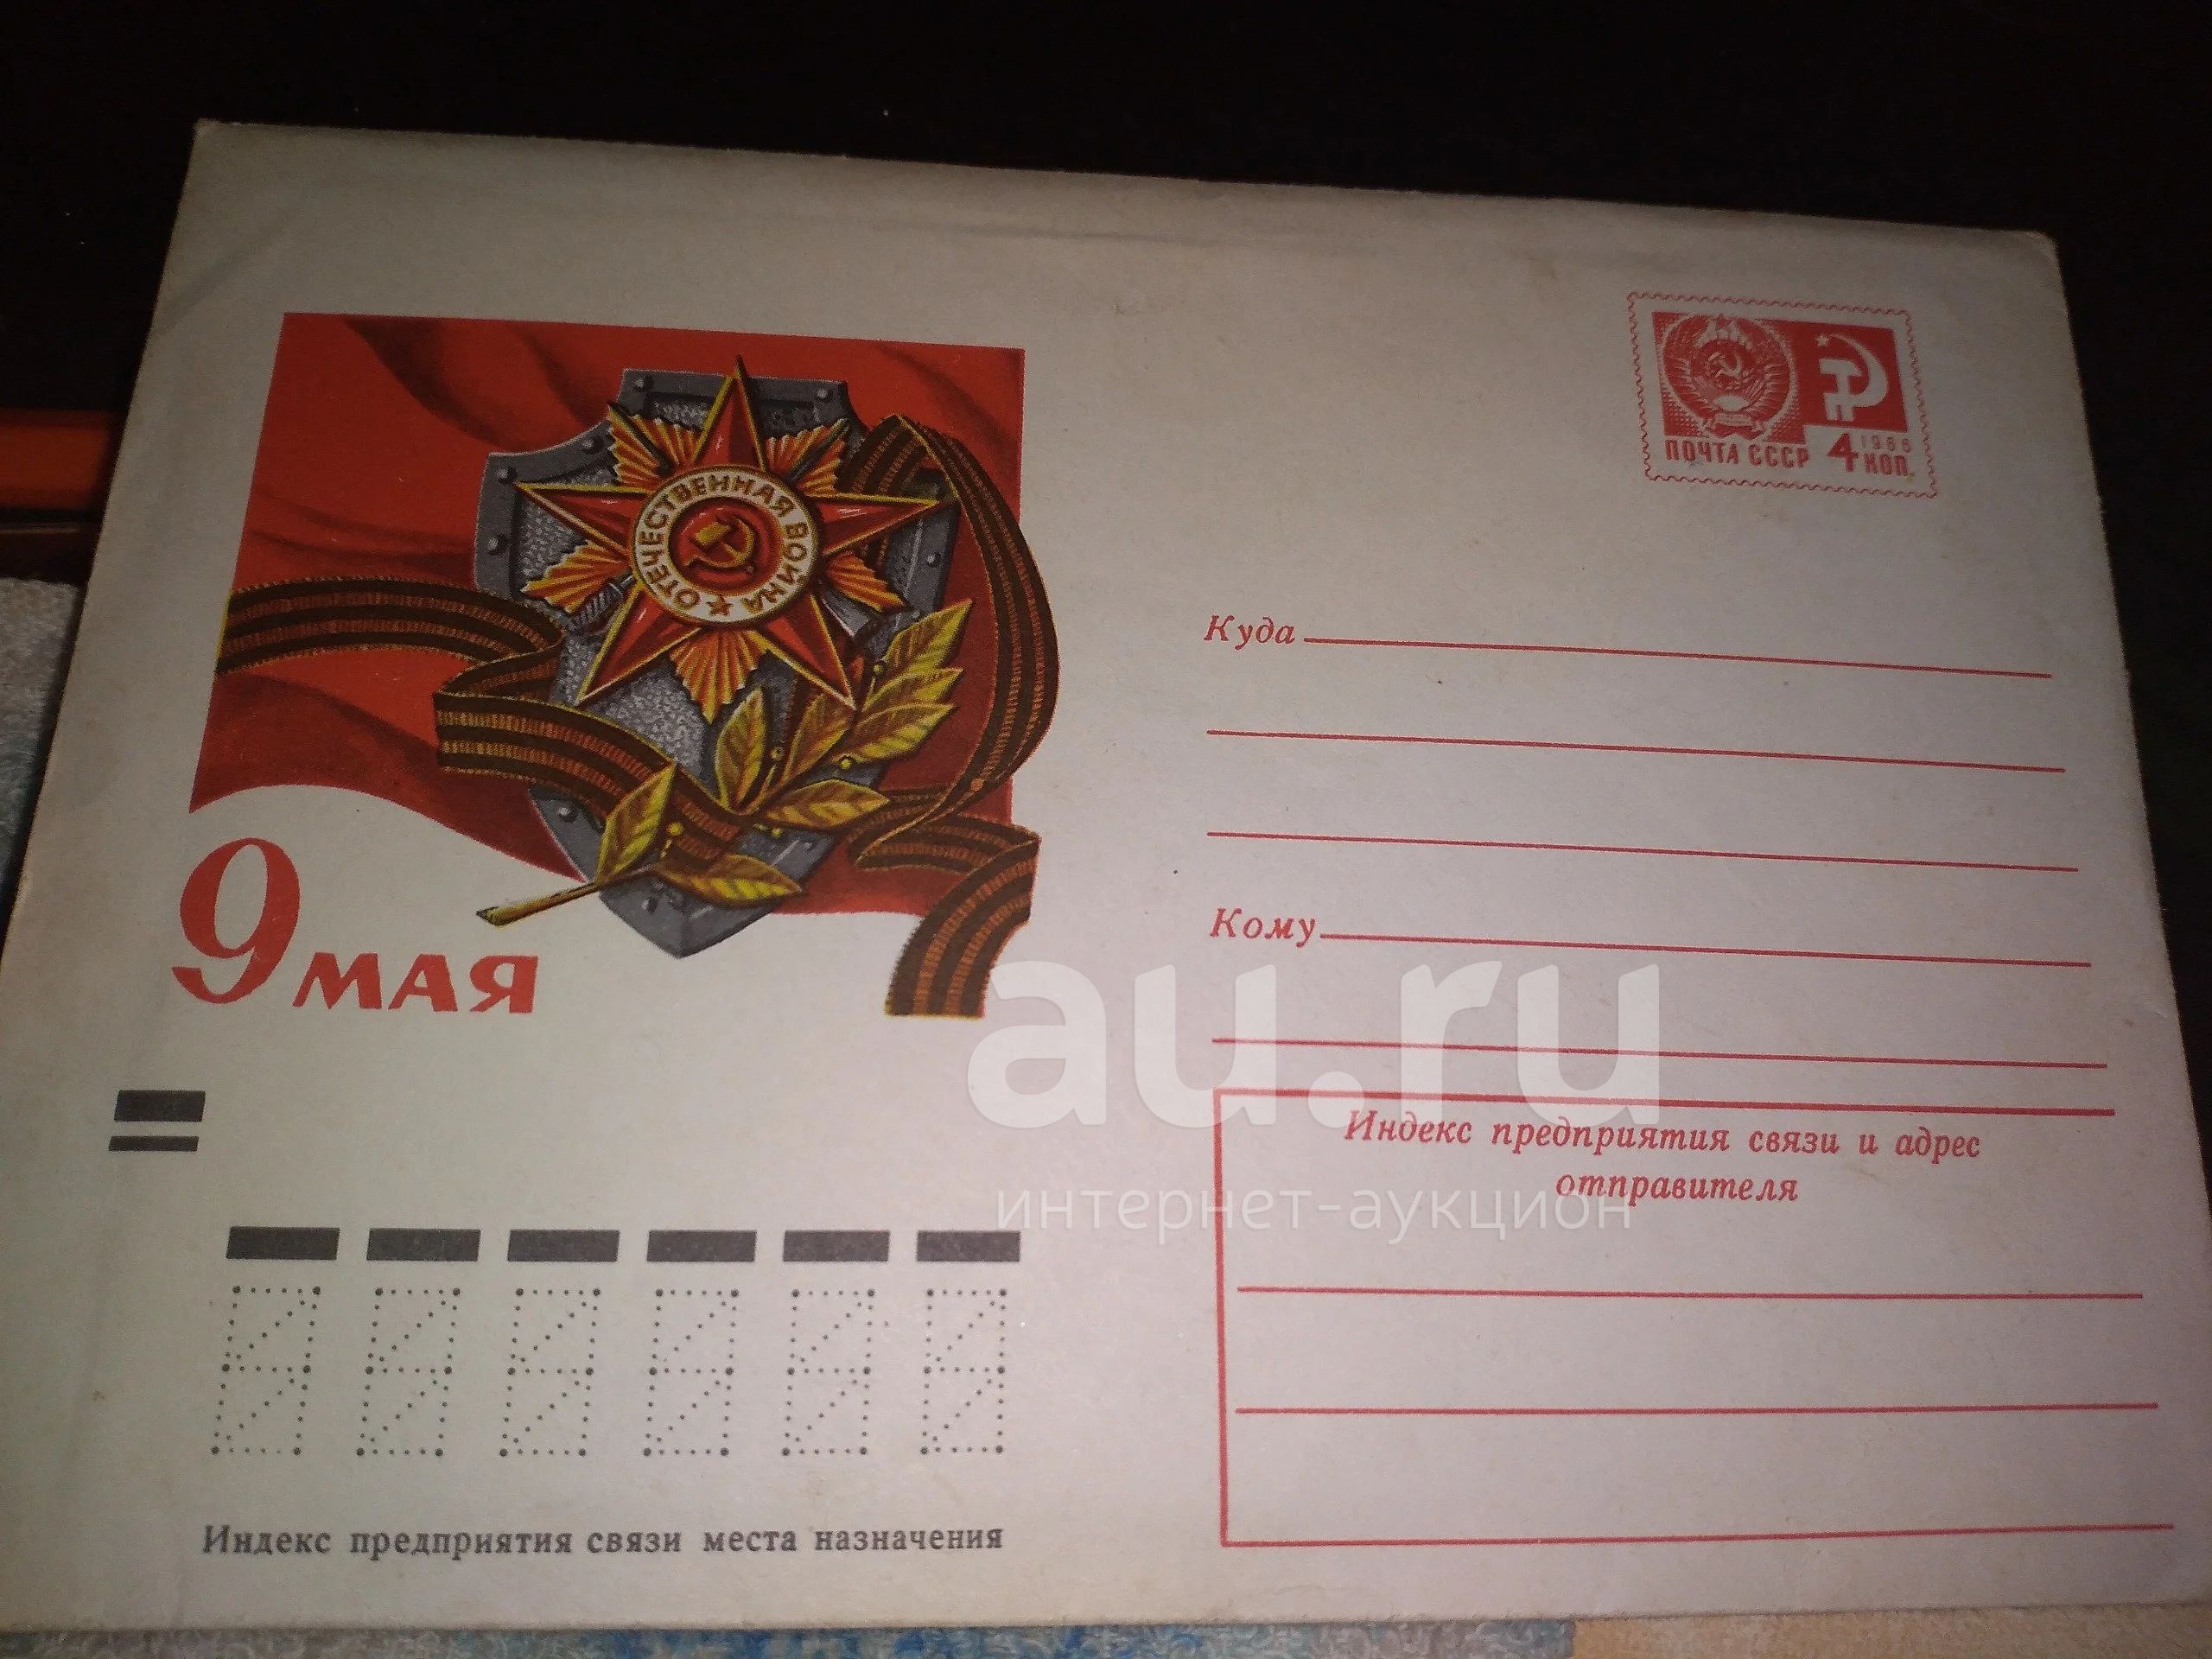 ОТЕЧЕСТВЕННАЯ ВОЙНА
9 МАЯ
ПОЧТА СССР 4 1966 КОП.
Куда
Кому
Индекс предприятия связи и адрес
отправителя
Индекс предприятия связи места назначения
au.ru
интернет-аукцион